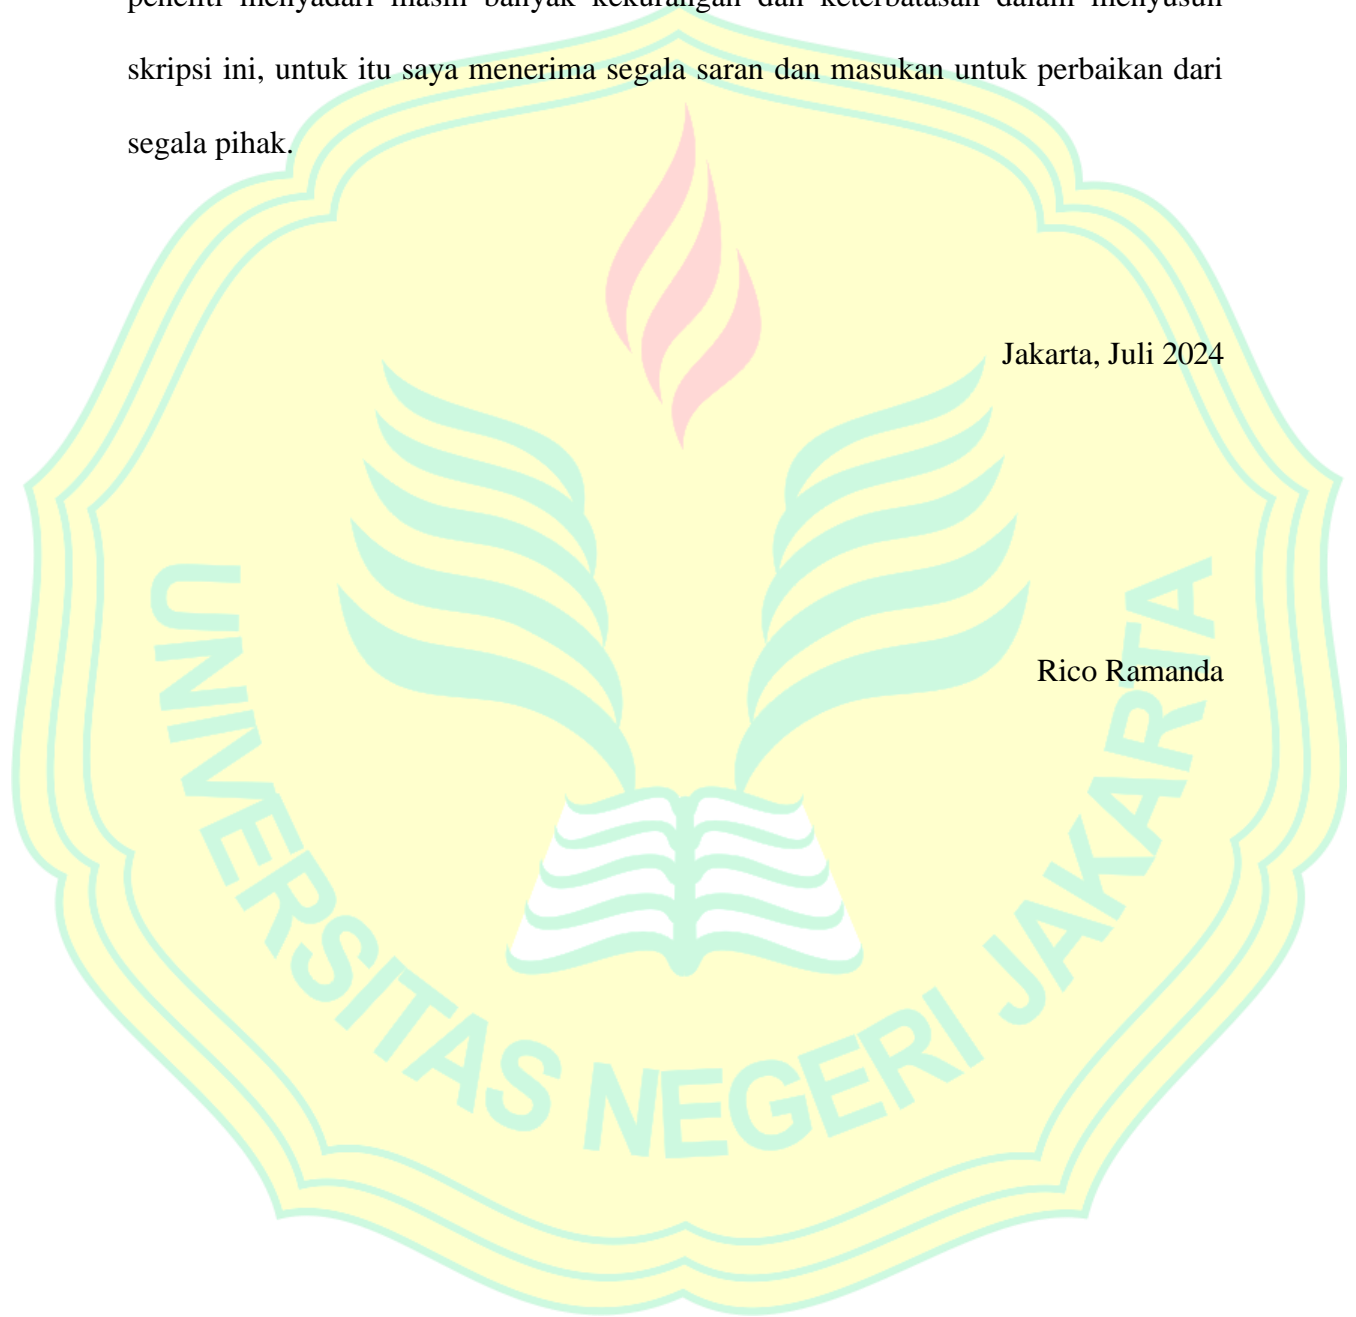 peneliti menyadari masih banyak kekurangan dan keterbatasan dalam menyusun
skripsi ini, untuk itu saya menerima segala saran dan masukan untuk perbaikan dari
segala pihak.
Jakarta, Juli 2024
Rico Ramanda
UNIVERSITAS NEGERI JAKARTA